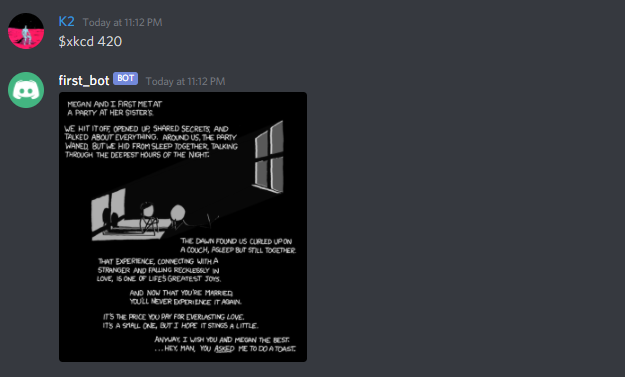 K2 Today at 11:12 PM
$xkcd 420
first_bot BOT Today at 11:12 PM
MEGAN AND I FIRST MET AT
A PARTY AT HER SISTER'S.
WE HIT IT OFF, OPENED UP, SHARED SECRETS, AND
TALKED ABOUT EVERYTHING. AROUND US, THE PARTY
WANED, BUT WE HID FROM SLEEP TOGETHER, TALKING
THROUGH THE DEEPEST HOURS OF THE NIGHT.
THE DAWN FOUND US CURLED UP ON
A COUCH, ASLEEP BUT STILL TOGETHER.
THAT EXPERIENCE, CONNECTING WITH A
STRANGER AND FALLING RECKLESSLY IN
LOVE, IS ONE OF LIFE'S GREATEST JOYS.
AND NOW THAT YOU'RE MARRIED,
YOU'LL NEVER EXPERIENCE IT AGAIN.
IT'S THE PRICE YOU PAY FOR EVERLASTING LOVE.
IT'S A SMALL ONE, BUT I HOPE IT STINGS A LITTLE.
ANYWAY, I WISH YOU AND MEGAN THE BEST.
...HEY, MAN, YOU ASKED ME TO DO A TOAST.